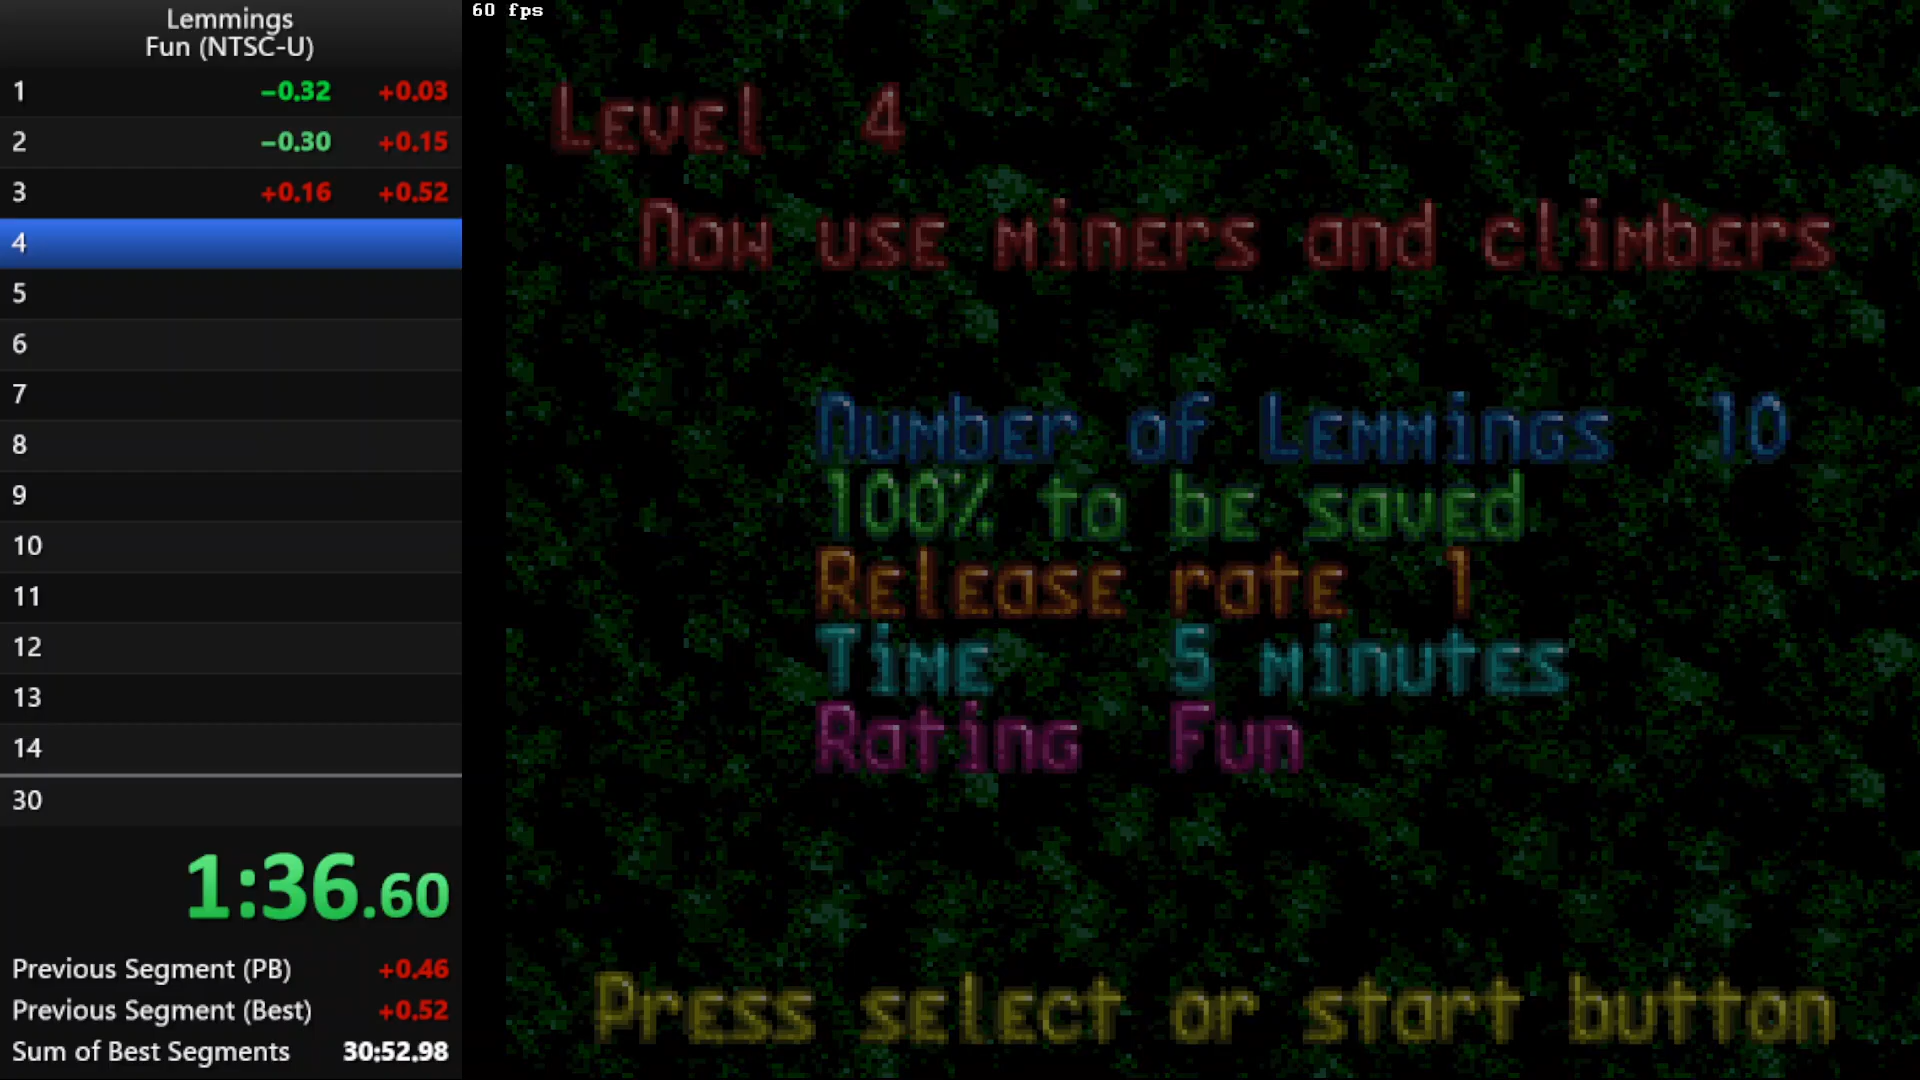 60 fps
Lemmings
Fun (NTSC-U)
1 −0.32 +0.03
2 −0.30 +0.15
3 +0.16 +0.52
4
5
6
7
8
9
10
11
12
13
14
30
1:36.60
Previous Segment (PB) +0.46
Previous Segment (Best) +0.52
Sum of Best Segments 30:52.98
Level 4
Now use miners and climbers
Number of Lemmings 10
100% to be saved
Release rate 1
Time 5 minutes
Rating Fun
Press select or start button